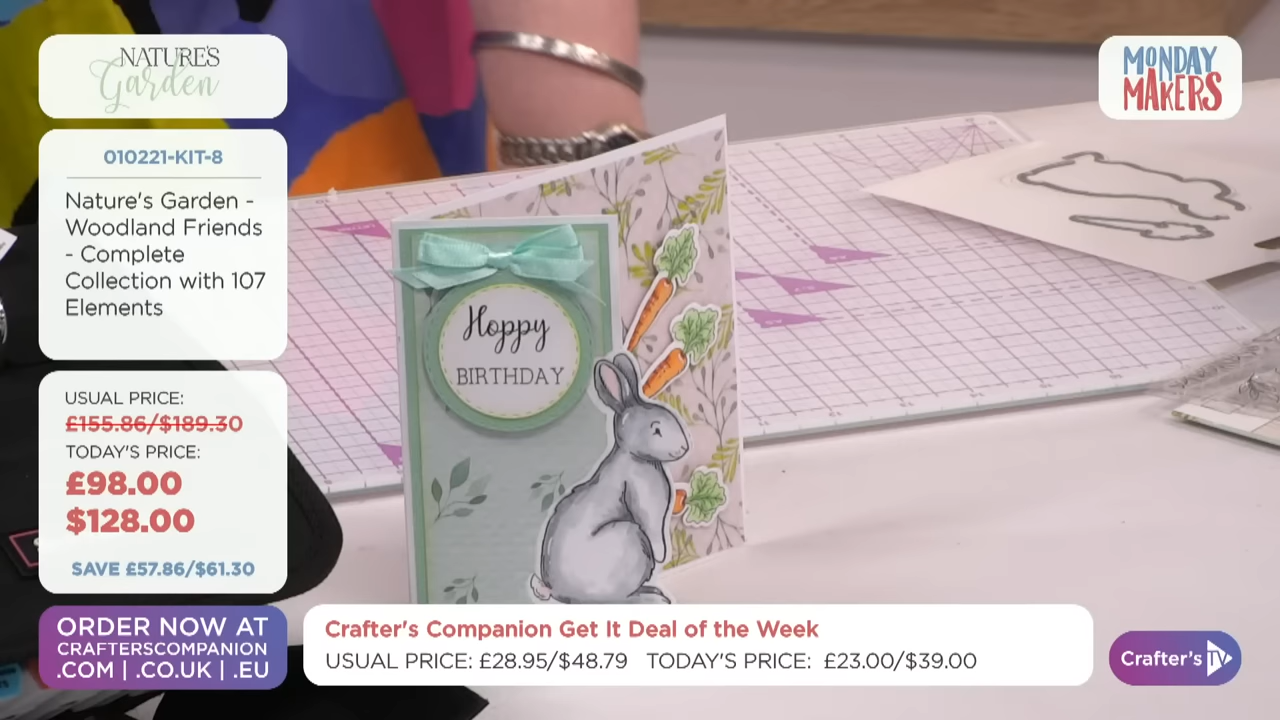 NATURE'S
Garden
MONDAY
MAKERS
010221-KIT-8
Nature's Garden -
Woodland Friends
- Complete
Collection with 107
Elements
USUAL PRICE:
£155.86/$189.30
TODAY'S PRICE:
£98.00
$128.00
SAVE £57.86/$61.30
Hoppy
BIRTHDAY
ORDER NOW AT
CRAFTERSCOMPANION
.COM | .CO.UK | .EU
Crafter's Companion Get It Deal of the Week
USUAL PRICE: £28.95/$48.79 TODAY'S PRICE: £23.00/$39.00
Crafter's TV